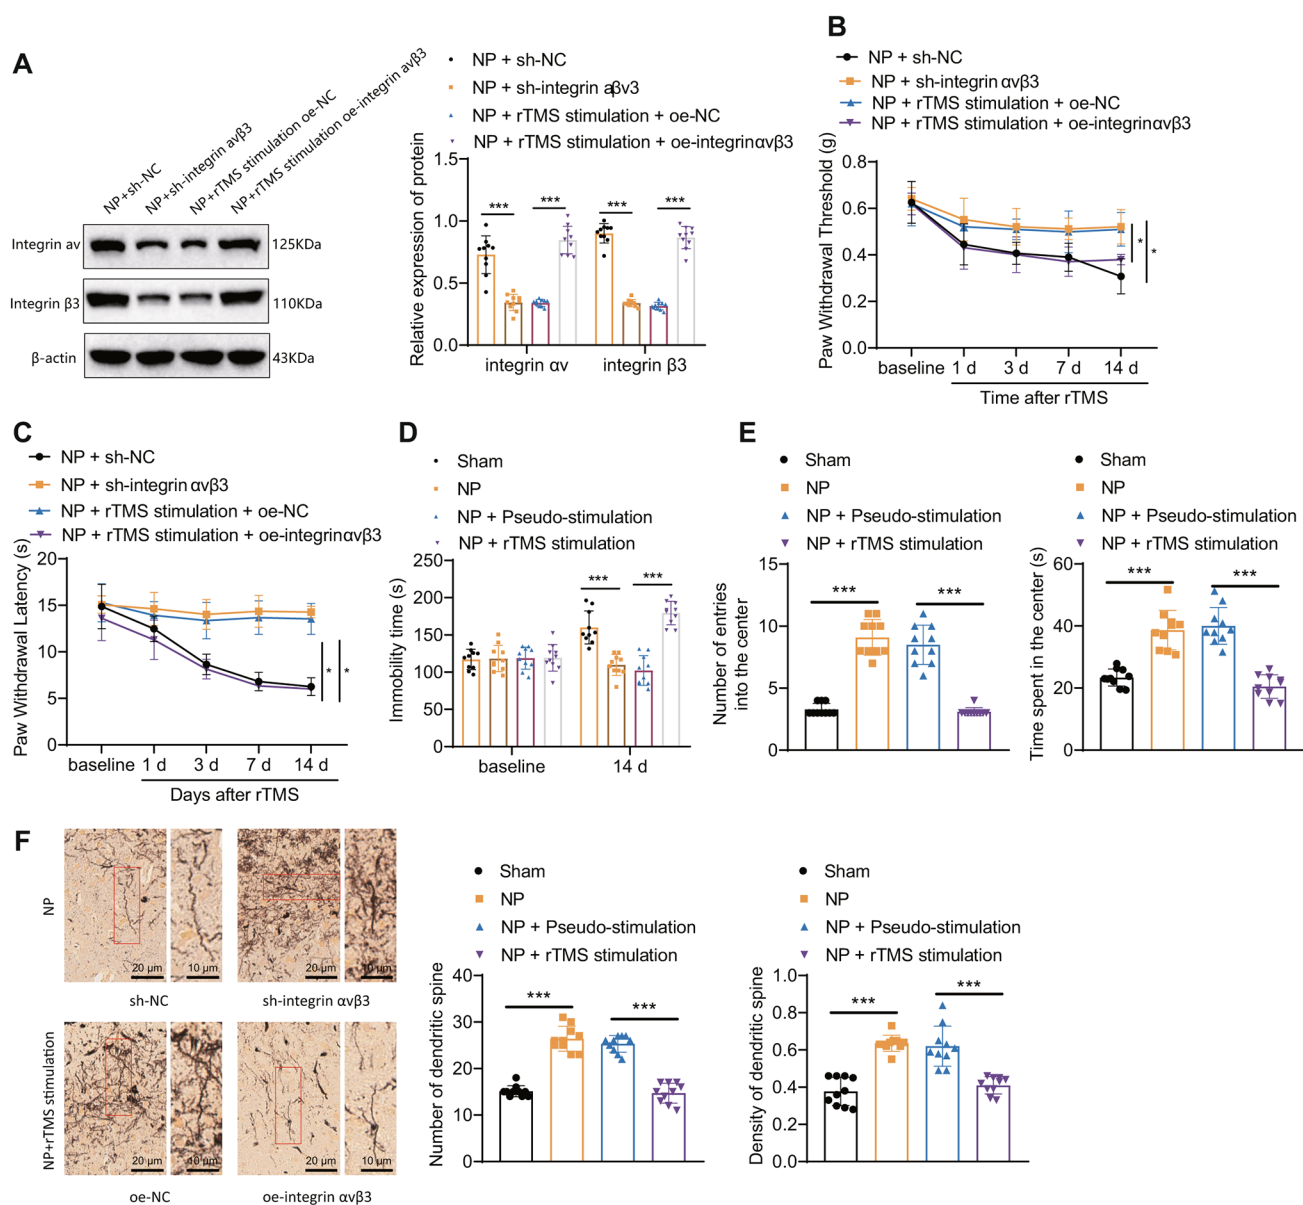 A
NP+sh-NC
NP+sh-integrin avβ3
NP+rTMS stimulation oe-NC
NP+rTMS stimulation oe-integrin avβ3
Integrin av
125KDa
Integrin β3
110KDa
β-actin
43KDa
NP + sh-NC
NP + sh-integrin aβv3
NP + rTMS stimulation + oe-NC
NP + rTMS stimulation + oe-integrinαvβ3
Relative expression of protein
1.5
1.0
0.5
0.0
*** *** *** ***
integrin αv
integrin β3
B
NP + sh-NC
NP + sh-integrin αvβ3
NP + rTMS stimulation + oe-NC
NP + rTMS stimulation + oe-integrinαvβ3
Paw Withdrawal Threshold (g)
0.8
0.6
0.4
0.2
0.0
* *
baseline 1 d 3 d 7 d 14 d
Time after rTMS
C
NP + sh-NC
NP + sh-integrin αvβ3
NP + rTMS stimulation + oe-NC
NP + rTMS stimulation + oe-integrinαvβ3
Paw Withdrawal Latency (s)
20
15
10
5
0
* *
baseline 1 d 3 d 7 d 14 d
Days after rTMS
D
Sham
NP
NP + Pseudo-stimulation
NP + rTMS stimulation
Immobility time (s)
250
200
150
100
50
0
*** ***
baseline
14 d
E
Sham
NP
NP + Pseudo-stimulation
NP + rTMS stimulation
Number of entries
into the center
15
10
5
0
*** ***
Sham
NP
NP + Pseudo-stimulation
NP + rTMS stimulation
Time spent in the center (s)
60
40
20
0
*** ***
F
NP
20 μm
10 μm
20 μm
10 μm
sh-NC
sh-integrin αvβ3
NP+rTMS stimulation
20 μm
10 μm
20 μm
10 μm
oe-NC
oe-integrin αvβ3
Sham
NP
NP + Pseudo-stimulation
NP + rTMS stimulation
Number of dendritic spine
40
30
20
10
0
*** ***
Sham
NP
NP + Pseudo-stimulation
NP + rTMS stimulation
Density of dendritic spine
1.0
0.8
0.6
0.4
0.2
0.0
*** ***